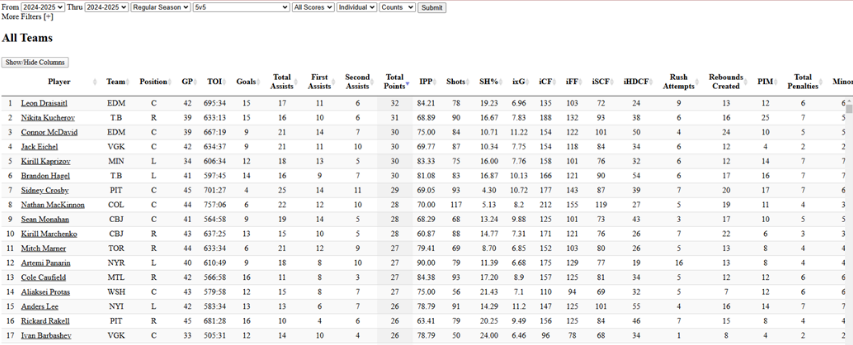 From 2024-2025 Thru 2024-2025 Regular Season 5v5 All Scores Individual Counts Submit
More Filters [+]
All Teams
Show/Hide Columns
Player Team Position GP TOI Goals Total Assists First Assists Second Assists Total Points IPP Shots SH% ixG iCF iFF iSCF iHDCF Rush Attempts Rebounds Created PIM Total Penalties Minor
1 Leon Draisaitl EDM C 42 695:34 15 17 11 6 32 84.21 78 19.23 6.96 135 103 72 24 9 13 12 6 6
2 Nikita Kucherov T.B R 39 633:13 15 16 10 6 31 68.89 90 16.67 7.83 188 132 93 38 6 16 25 7 5
3 Connor McDavid EDM C 39 667:19 9 21 14 7 30 75.00 84 10.71 11.22 154 122 101 50 4 24 10 5 5
4 Jack Eichel VGK C 42 634:37 9 21 11 10 30 69.77 87 10.34 7.75 154 118 84 34 6 12 4 2 2
5 Kirill Kaprizov MIN L 34 606:34 12 18 13 5 30 83.33 75 16.00 7.76 158 101 76 32 6 12 14 7 7
6 Brandon Hagel T.B L 41 597:45 14 16 9 7 30 81.08 83 16.87 10.13 166 121 90 54 6 17 16 7 7
7 Sidney Crosby PIT C 45 701:27 4 25 14 11 29 69.05 93 4.30 10.72 177 143 87 39 7 20 17 7 6
8 Nathan MacKinnon COL C 44 757:06 6 22 12 10 28 70.00 117 5.13 8.2 212 155 119 27 5 19 11 4 3
9 Sean Monahan CBJ C 41 564:58 9 19 14 5 28 68.29 68 13.24 9.88 125 101 73 43 3 17 10 5 5
10 Kirill Marchenko CBJ R 43 637:25 13 15 10 5 28 60.87 88 14.77 7.31 171 121 76 26 7 22 6 3 3
11 Mitch Marner TOR R 44 633:34 6 21 12 9 27 79.41 69 8.70 6.85 152 103 80 26 5 13 8 4 4
12 Artemi Panarin NYR L 40 610:49 9 18 8 10 27 90.00 79 11.39 6.68 175 129 77 19 16 13 8 4 4
13 Cole Caufield MTL R 42 566:58 16 11 8 3 27 84.38 93 17.20 8.9 157 125 81 34 5 12 12 6 6
14 Aliaksei Protas WSH C 43 579:58 12 15 8 7 27 75.00 56 21.43 7.1 110 94 69 32 5 7 12 6 6
15 Anders Lee NYI L 42 583:34 13 13 6 7 26 78.79 91 14.29 11.2 147 125 101 55 4 16 14 7 7
16 Rickard Rakell PIT R 45 681:28 16 10 4 6 26 63.41 79 20.25 9.49 156 125 84 46 7 15 8 4 4
17 Ivan Barbashev VGK C 33 505:31 12 14 10 4 26 78.79 50 24.00 6.46 96 78 68 34 1 8 4 2 2